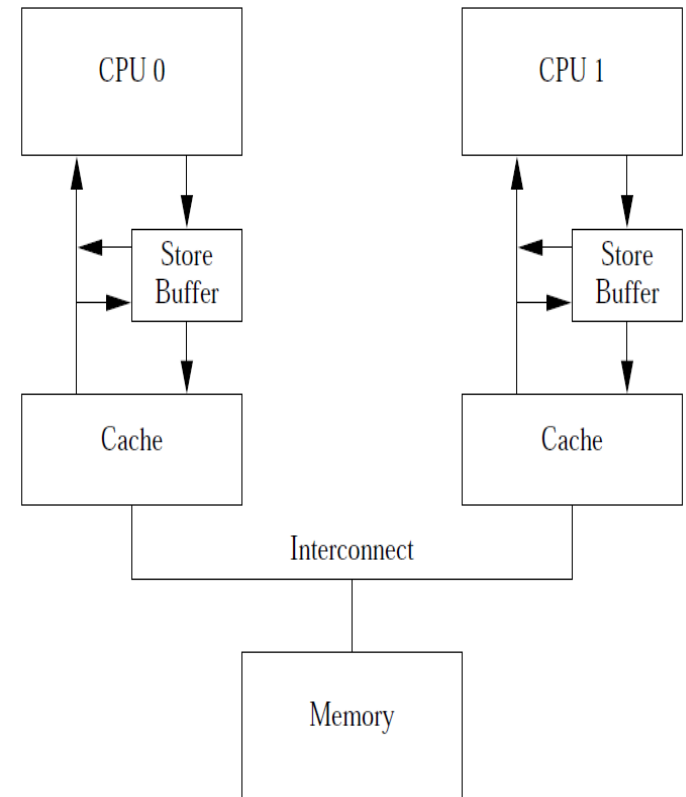 CPU 0
CPU 1
Store
Buffer
Store
Buffer
Cache
Cache
Interconnect
Memory